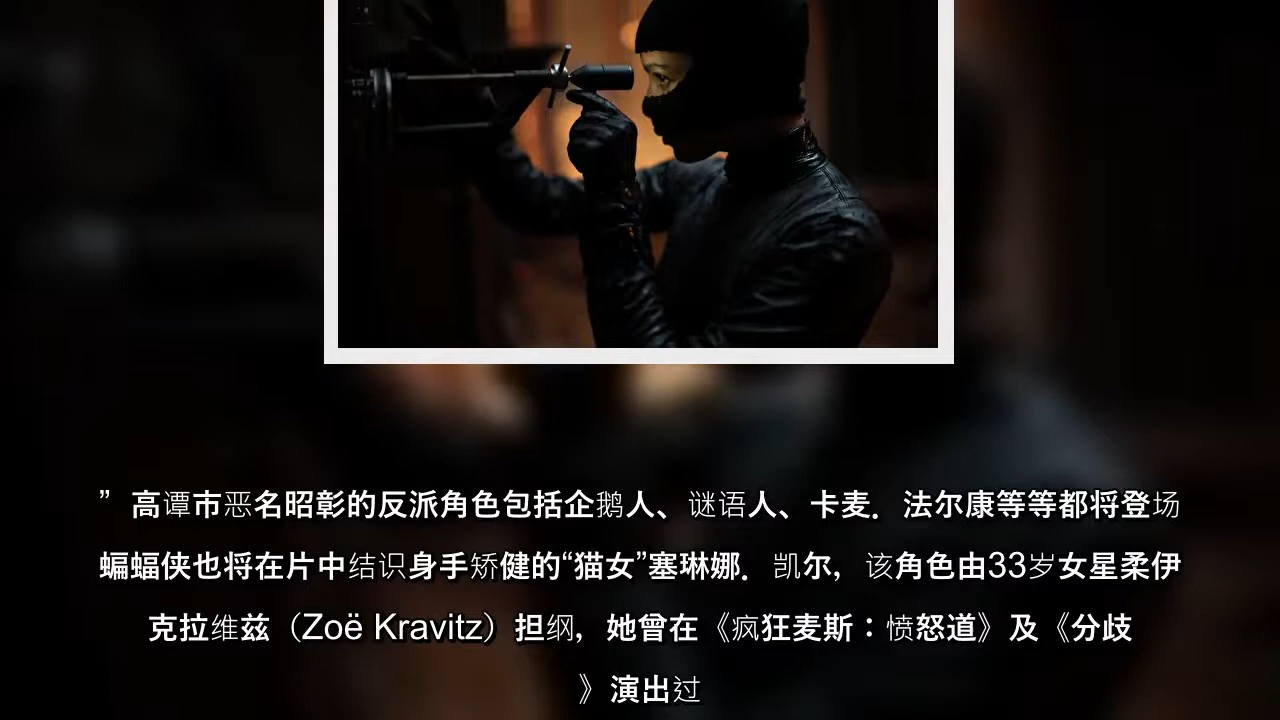 ” 高谭市恶名昭彰的反派角色包括企鹅人、谜语人、卡麦．法尔康等等都将登场
蝙蝠侠也将在片中结识身手矫健的“猫女”塞琳娜．凯尔，该角色由33岁女星柔伊
克拉维兹（Zoë Kravitz）担纲，她曾在《疯狂麦斯：愤怒道》及《分歧
》演出过